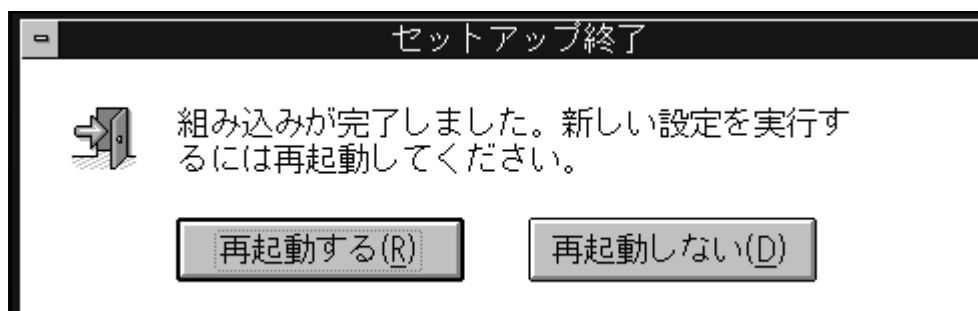 セットアップ終了
組み込みが完了しました。新しい設定を実行す
るには再起動してください。
再起動する(R) 再起動しない(D)